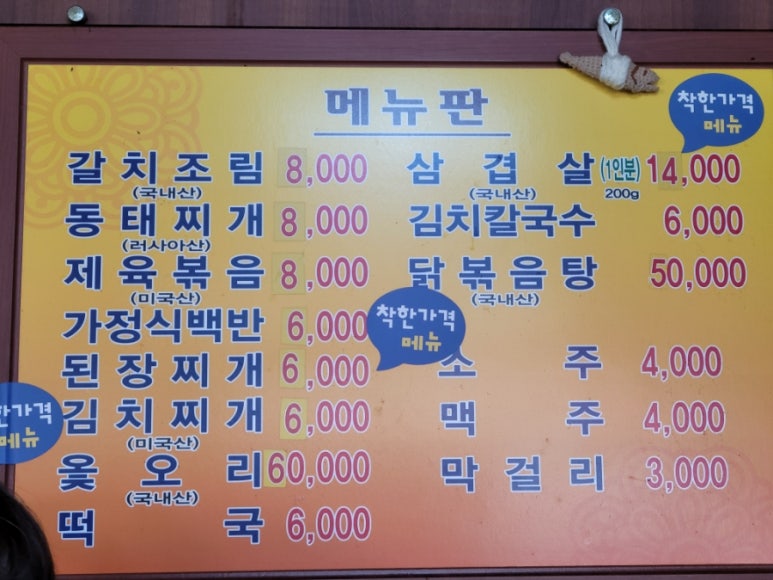 메뉴판
착한가격
메뉴
갈치조림 8,000
(국내산)
동태찌개 8,000
(러사아산)
제육볶음 8,000
(미국산)
가정식백반 6,000
된장찌개 6,000
김치찌개 6,000
(미국산)
옻오리 60,000
(국내산)
떡국 6,000
삼겹살 (1인분) 14,000
(국내산) 200g
김치칼국수 6,000
닭볶음탕 50,000
(국내산)
착한가격
메뉴
소주 4,000
맥주 4,000
막걸리 3,000
한가격
메뉴